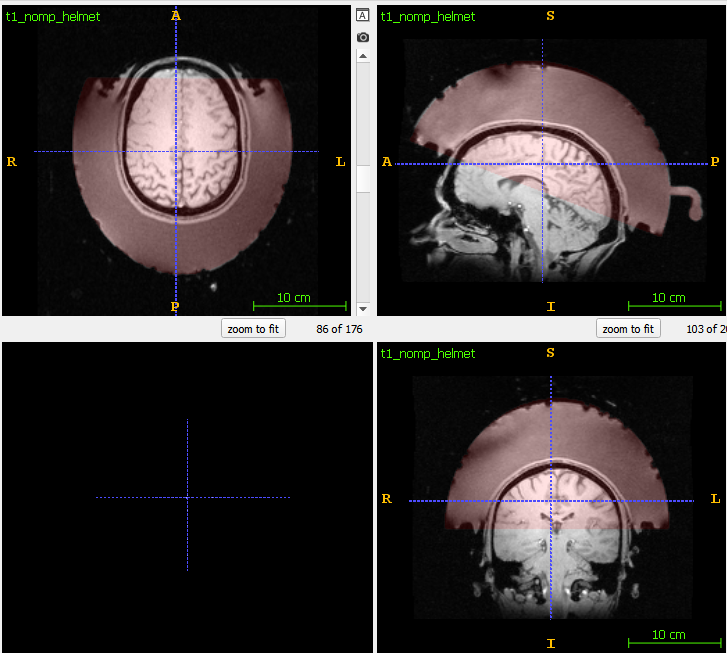 t1_nomp_helmet
A
R
L
P
10 cm
zoom to fit
86 of 176
A
t1_nomp_helmet
S
A
P
I
10 cm
zoom to fit
103 of 2
t1_nomp_helmet
S
R
L
I
10 cm